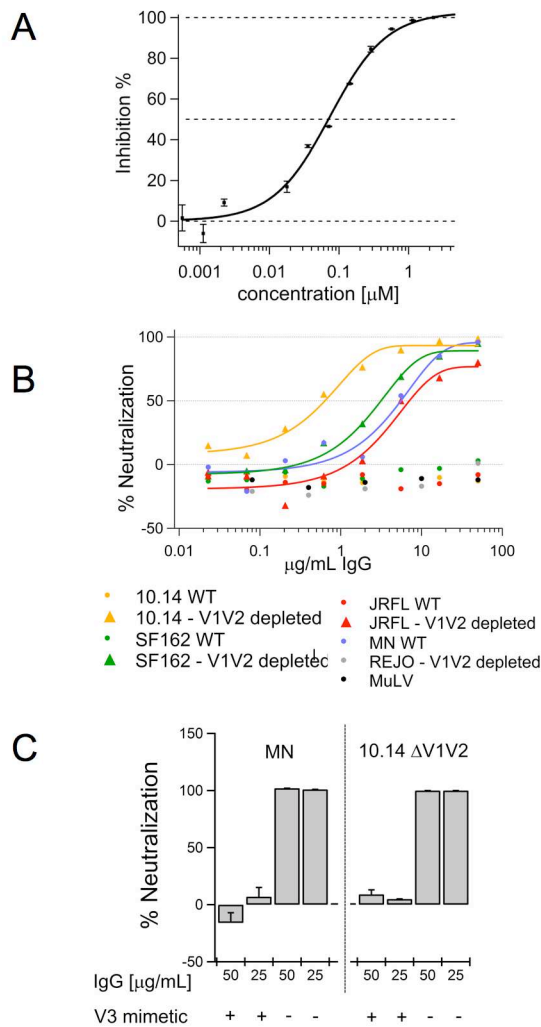 A
100
80
60
40
20
0
Inhibition %
0.001 0.01 0.1 1
concentration [µM]
B
100
50
0
-50
% Neutralization
0.01 0.1 1 10 100
µg/mL IgG
10.14 WT
10.14 - V1V2 depleted
SF162 WT
SF162 - V1V2 depleted
JRFL WT
JRFL - V1V2 depleted
MN WT
REJO - V1V2 depleted
MuLV
C
150
100
50
0
-50
% Neutralization
MN 10.14 ΔV1V2
IgG [µg/mL] 50 25 50 25 50 25 50 25
V3 mimetic + + - - + + - -